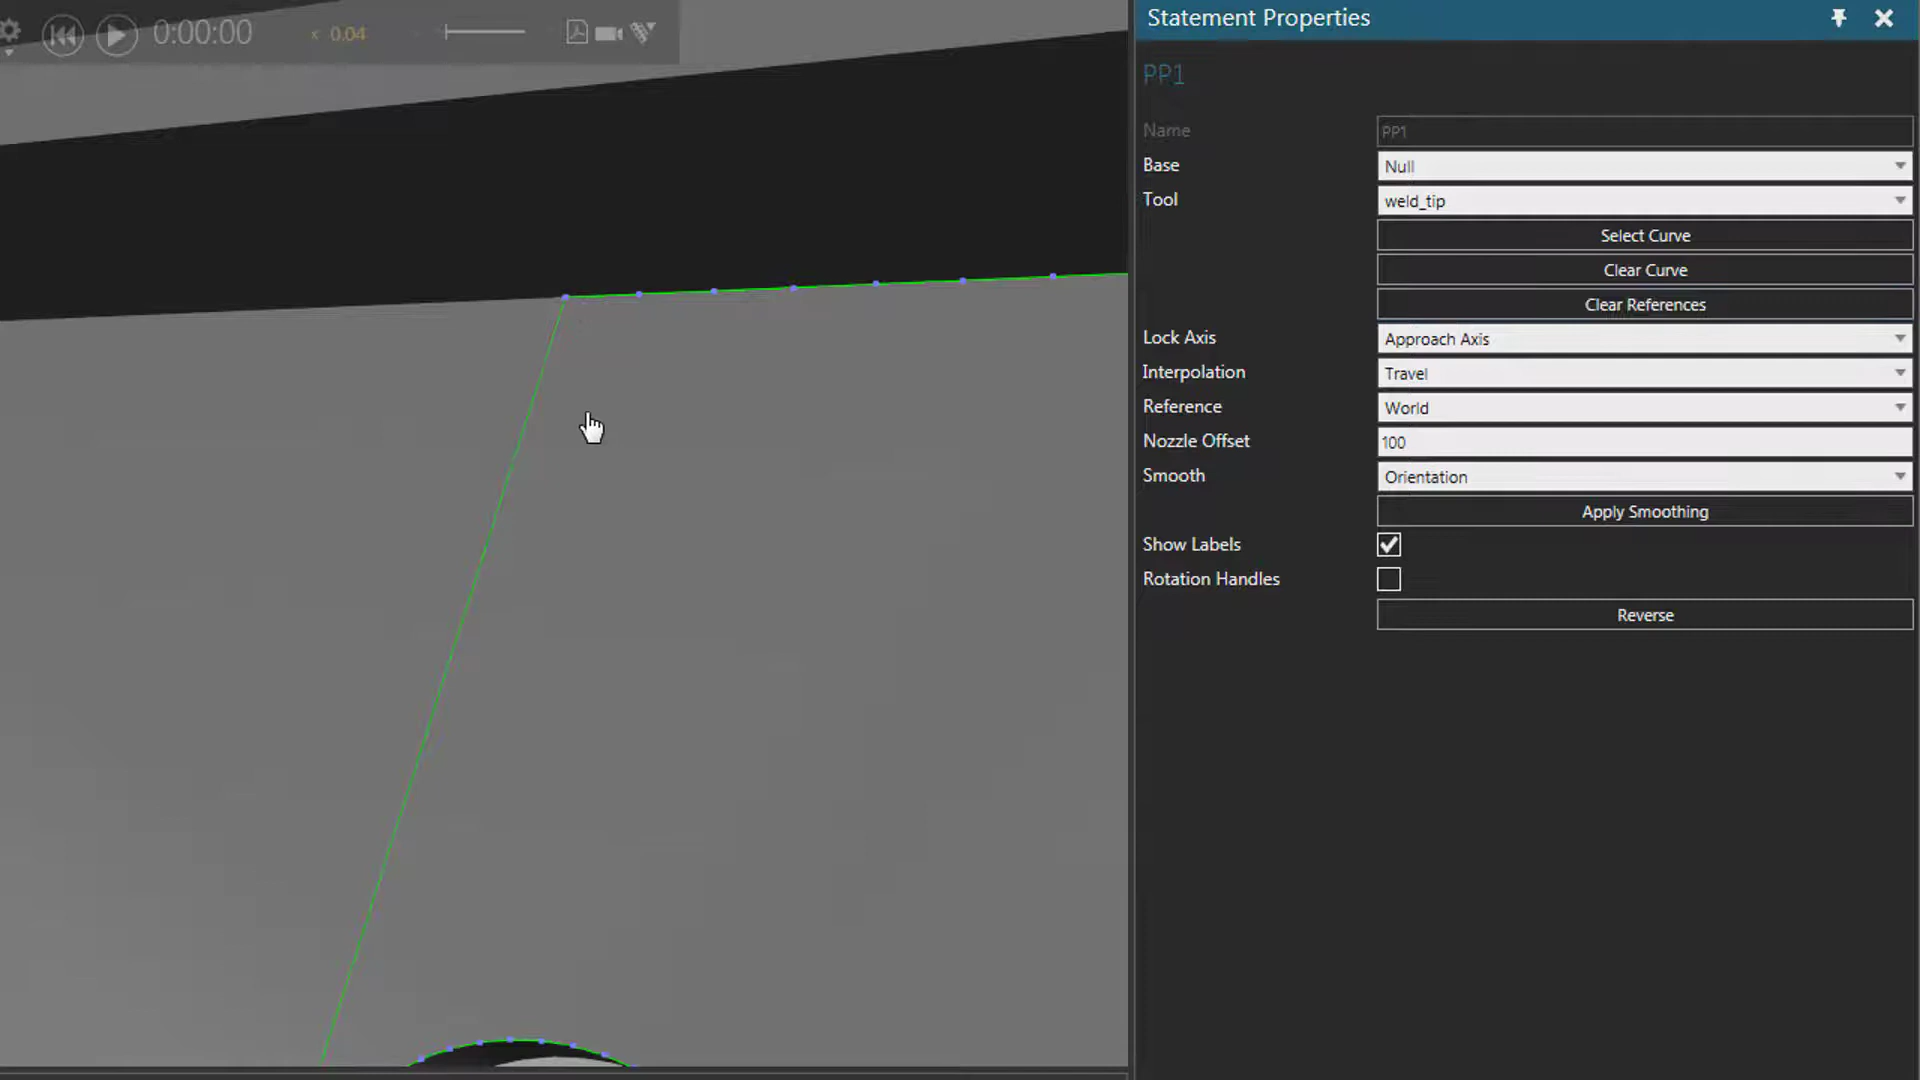 0:00:00
x 0.04
Statement Properties
PP1
Name PP1
Base Null
Tool weld_tip
Select Curve
Clear Curve
Clear References
Lock Axis Approach Axis
Interpolation Travel
Reference World
Nozzle Offset 100
Smooth Orientation
Apply Smoothing
Show Labels
Rotation Handles
Reverse